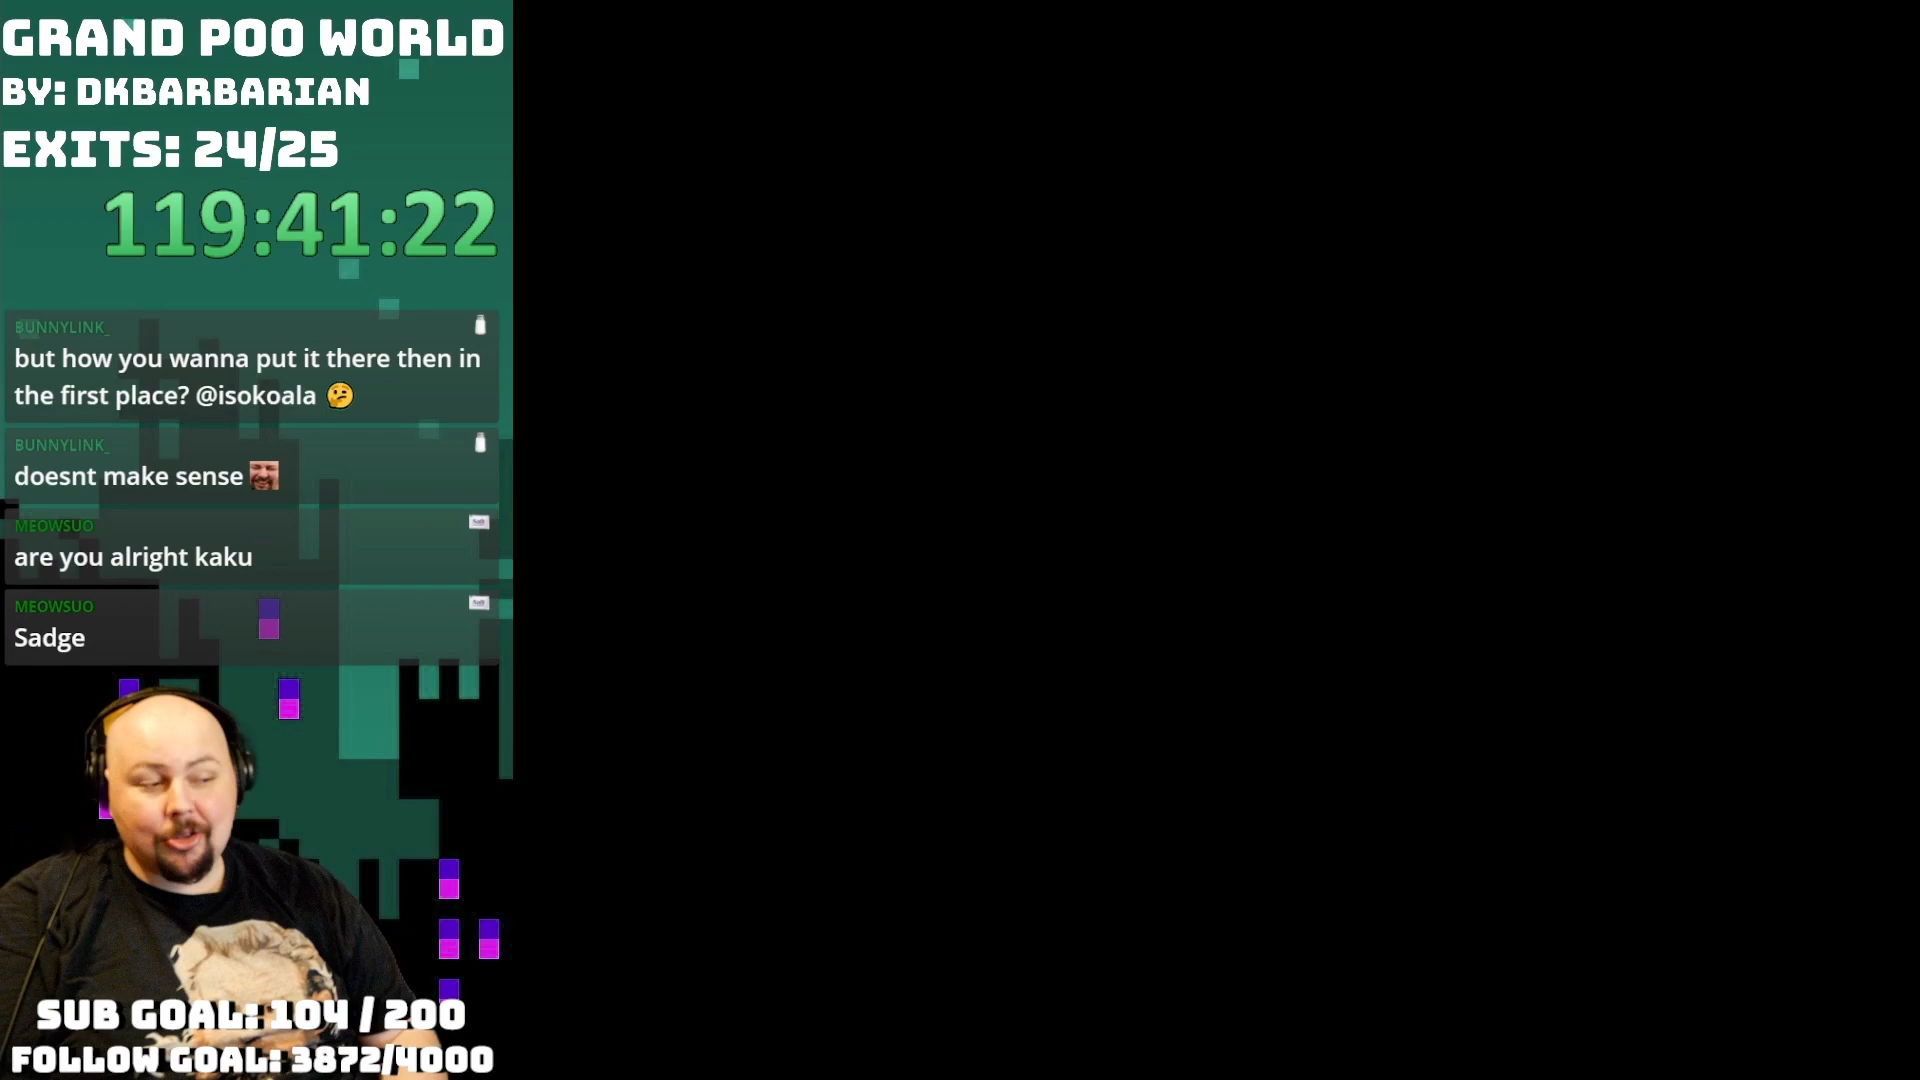 GRAND POO WORLD
BY: DKBARBARIAN
EXITS: 24/25
119:41:22
BUNNYLINK_
but how you wanna put it there then in
the first place? @isokoala 🤔
BUNNYLINK_
doesnt make sense
MEOWSUO
are you alright kaku
MEOWSUO
Sadge
SUB GOAL: 104 / 200
FOLLOW GOAL: 3872/4000